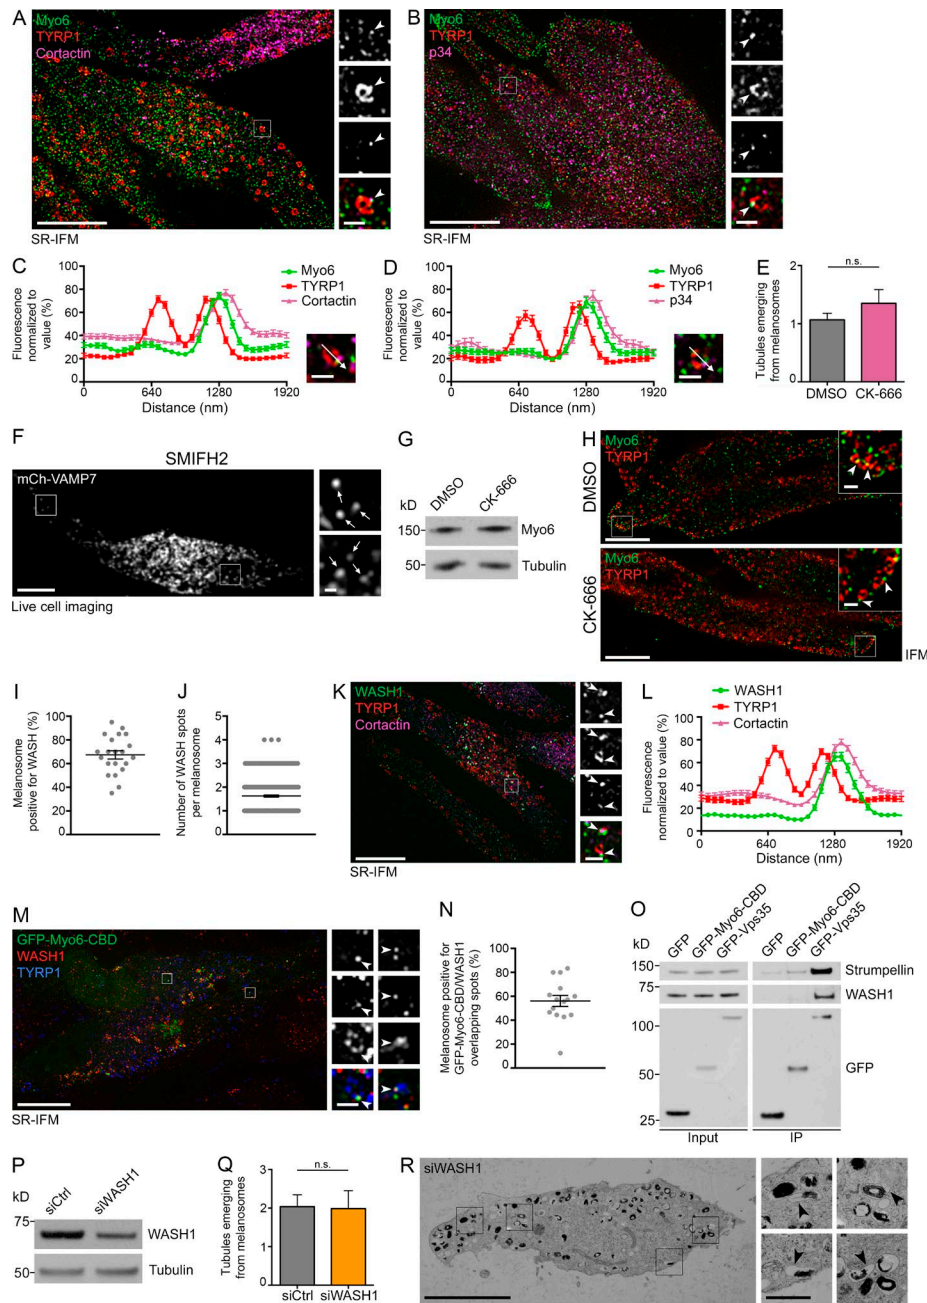 A
Myo6
TYRP1
Cortactin
SR-IFM
B
Myo6
TYRP1
p34
SR-IFM
C
Fluorescence
normalized to
value (%)
100
80
60
40
20
0
Myo6
TYRP1
Cortactin
0 640 1280 1920
Distance (nm)
D
Fluorescence
normalized to
value (%)
100
80
60
40
20
0
Myo6
TYRP1
p34
0 640 1280 1920
Distance (nm)
E
Tubules emerging
from melanosomes
2
1
0
n.s.
DMSO CK-666
F
SMIFH2
mCh-VAMP7
Live cell imaging
G
kD
DMSO
CK-666
150
Myo6
50
Tubulin
H
DMSO
Myo6
TYRP1
CK-666
Myo6
TYRP1
IFM
I
Melanosome
positive for WASH (%)
100
80
60
40
20
0
J
Number of WASH spots
per melanosome
5
4
3
2
1
0
K
WASH1
TYRP1
Cortactin
SR-IFM
L
Fluorescence
normalized to value (%)
100
80
60
40
20
0
WASH1
TYRP1
Cortactin
0 640 1280 1920
Distance (nm)
M
GFP-Myo6-CBD
WASH1
TYRP1
SR-IFM
N
Melanosome positive for
GFP-Myo6-CBD/WASH1
overlapping spots (%)
100
80
60
40
20
0
O
kD
GFP
GFP-Myo6-CBD
GFP-Vps35
GFP
GFP-Myo6-CBD
GFP-Vps35
150
Strumpellin
75
WASH1
100
50
25
GFP
Input
IP
150
75
100
50
25
P
kD
siCtrl
siWASH1
75
WASH1
50
Tubulin
Q
Tubules emerging
from melanosomes
3
2
1
0
n.s.
siCtrl siWASH1
R
siWASH1